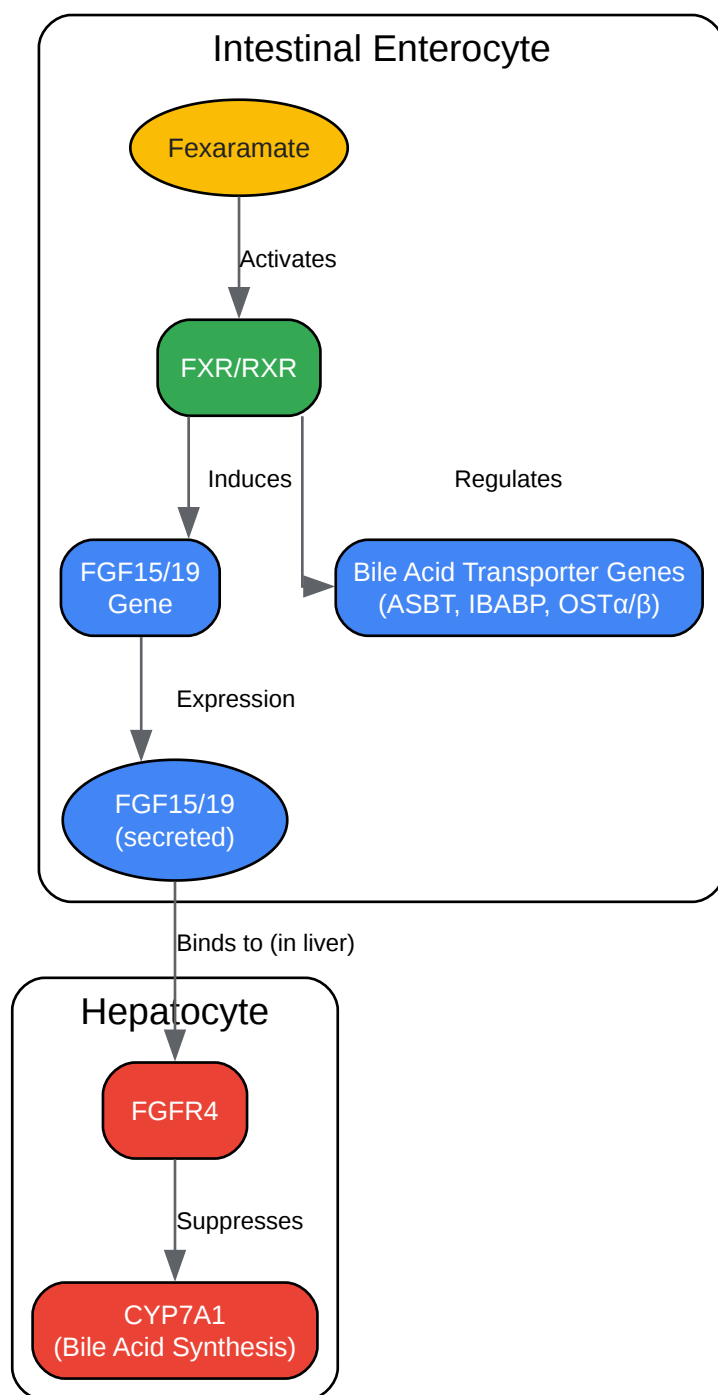 Intestinal Enterocyte
Fexaramate
Activates
FXR/RXR
Induces
Regulates
FGF15/19
Gene
Bile Acid Transporter Genes
(ASBT, IBABP, OSTα/β)
Expression
FGF15/19
(secreted)
Binds to (in liver)
Hepatocyte
FGFR4
Suppresses
CYP7A1
(Bile Acid Synthesis)